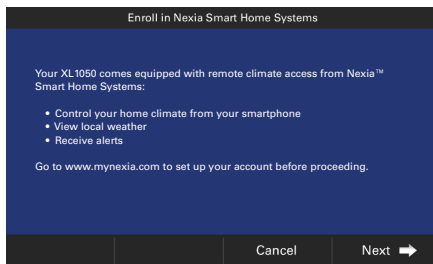 Enroll in Nexia Smart Home Systems
Your XL1050 comes equipped with remote climate access from Nexia™
Smart Home Systems:
• Control your home climate from your smartphone
• View local weather
• Receive alerts
Go to www.mynexia.com to set up your account before proceeding.
Cancel
Next